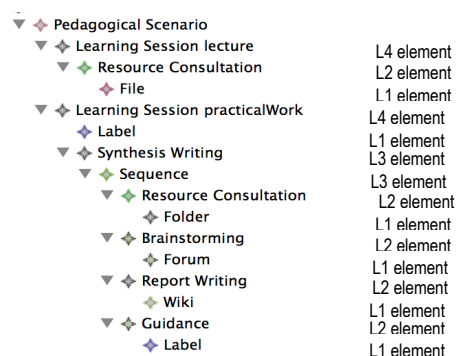 Pedagogical Scenario
Learning Session lecture L4 element
Resource Consultation L2 element
File L1 element
Learning Session practicalWork L4 element
Label L1 element
Synthesis Writing L3 element
Sequence L3 element
Resource Consultation L2 element
Folder L1 element
Brainstorming L2 element
Forum L1 element
Report Writing L2 element
Wiki L1 element
Guidance L2 element
Label L1 element